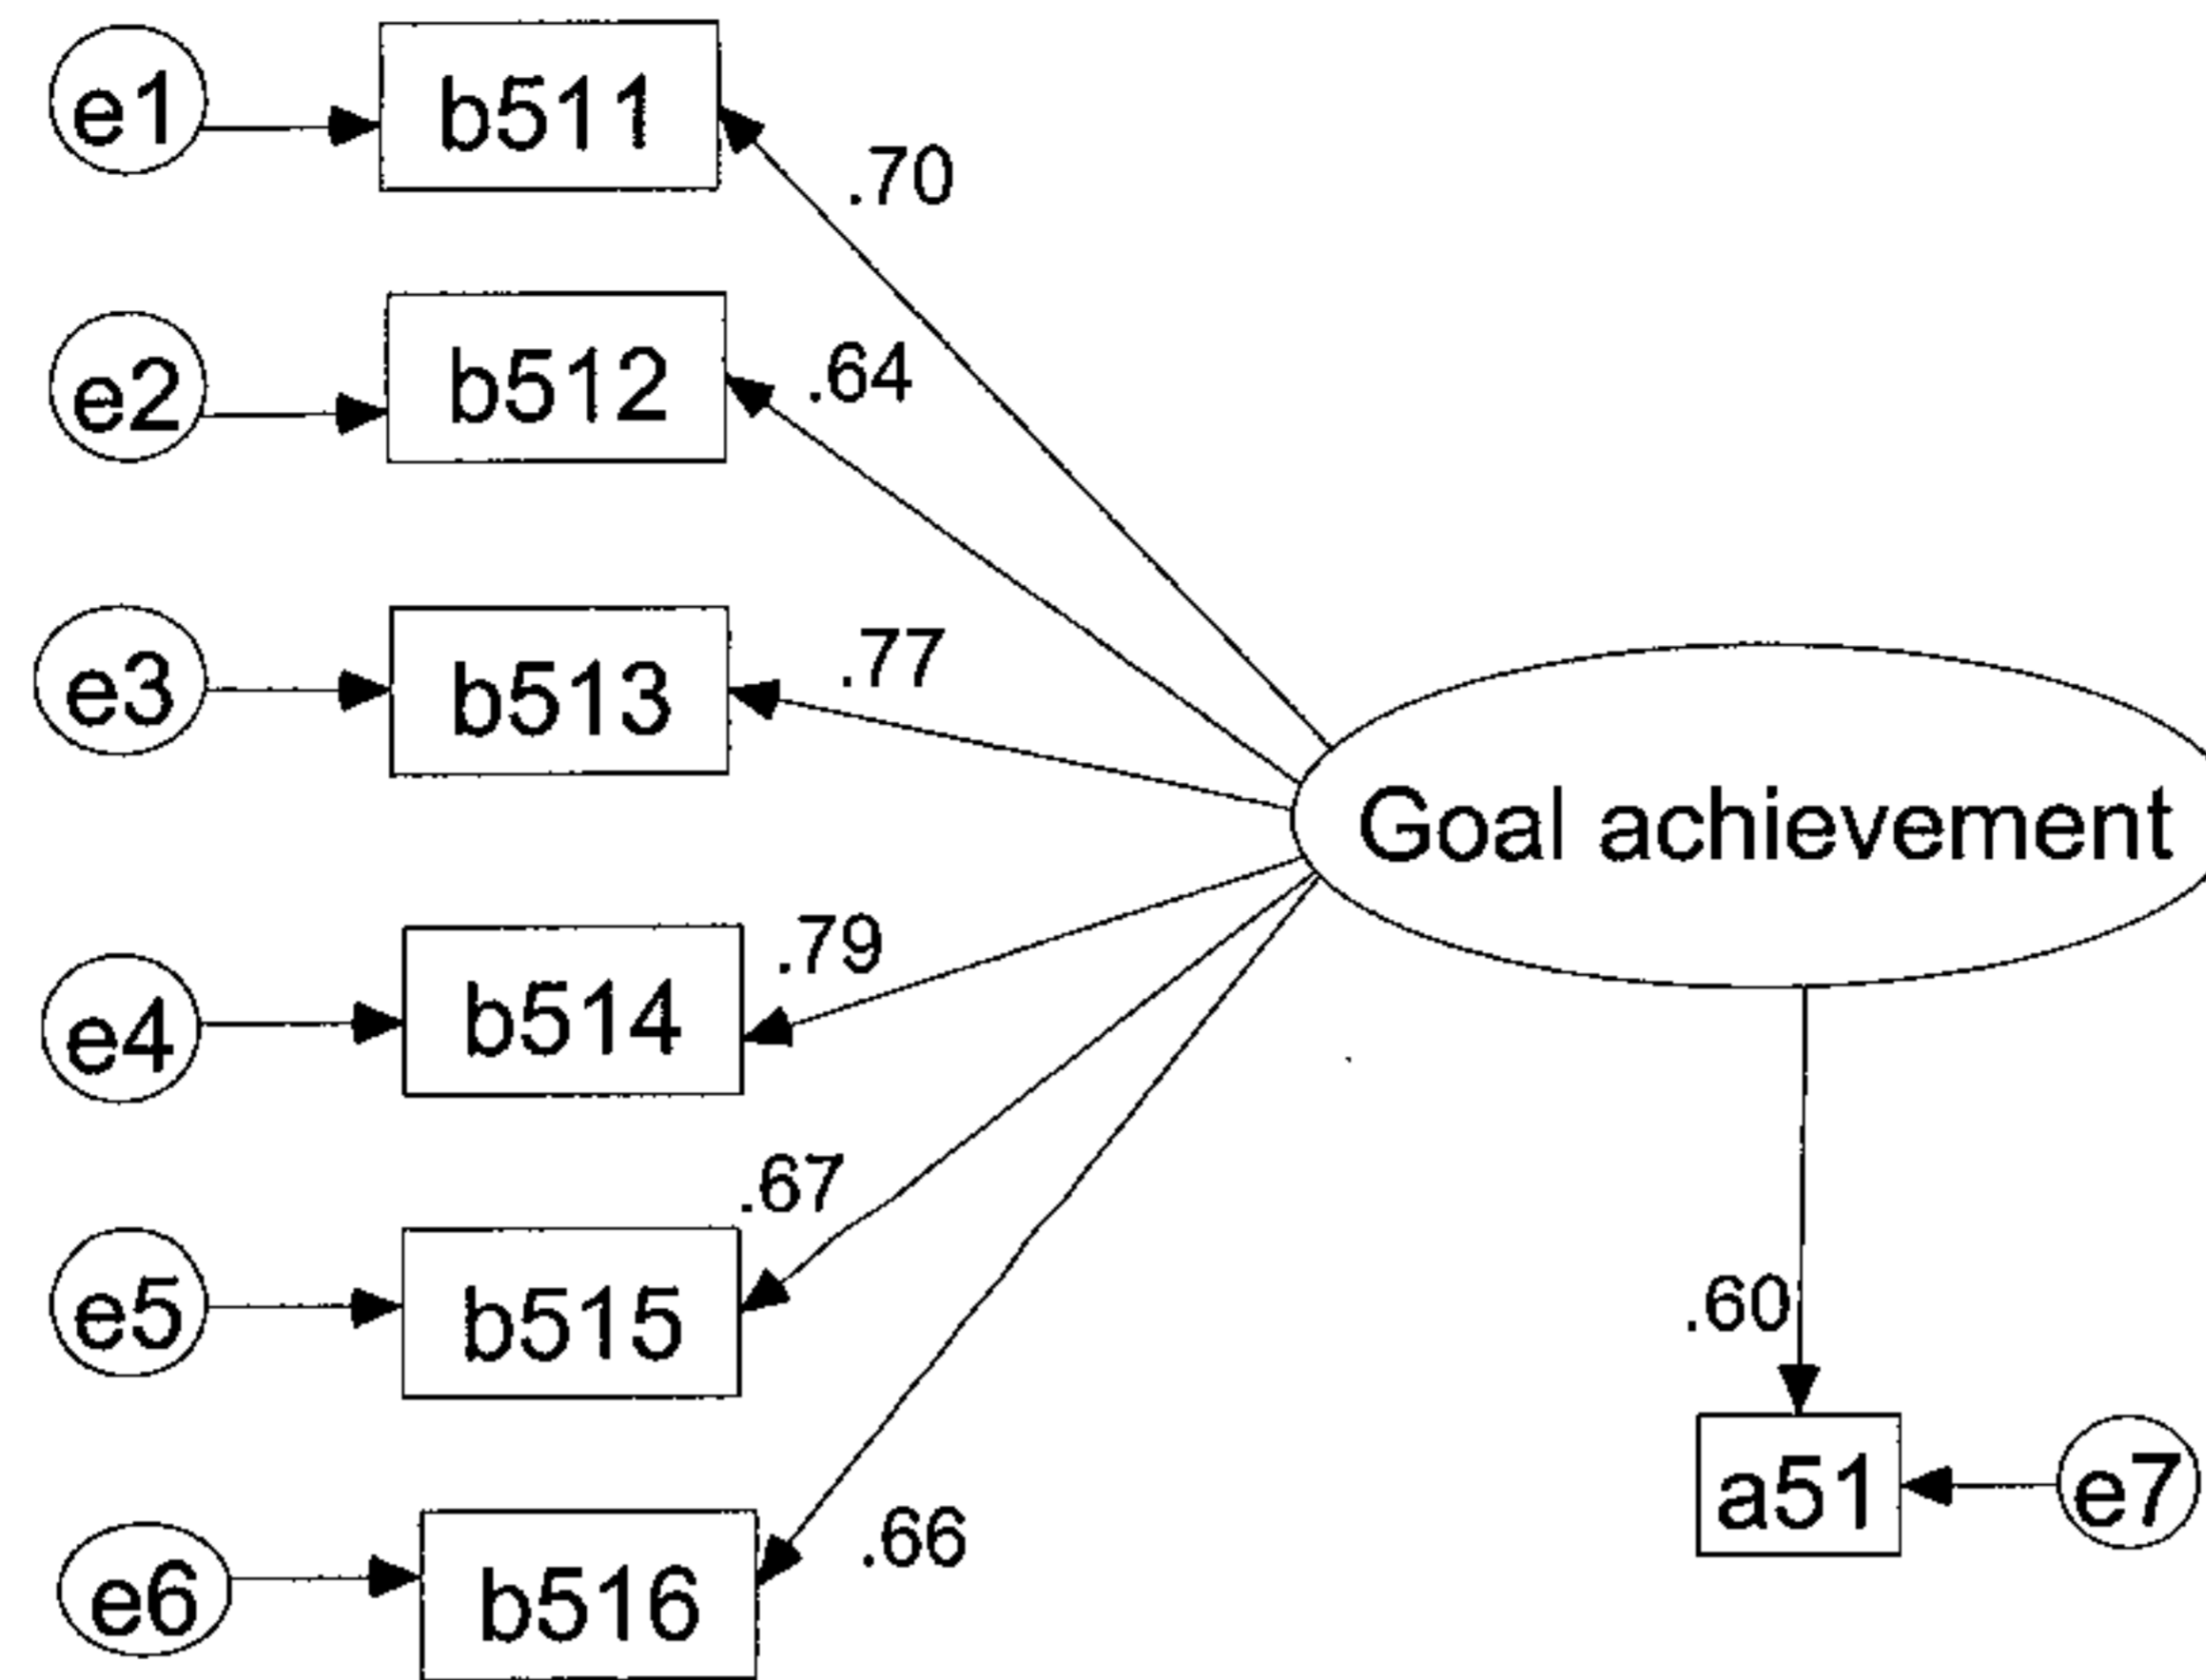 e1 b511
.70
e2 b512 .64
e3 b513 .77
Goal achievement
e4 b514 .79
.67
e5 b515
.60
e6 b516 .66
a51 e7